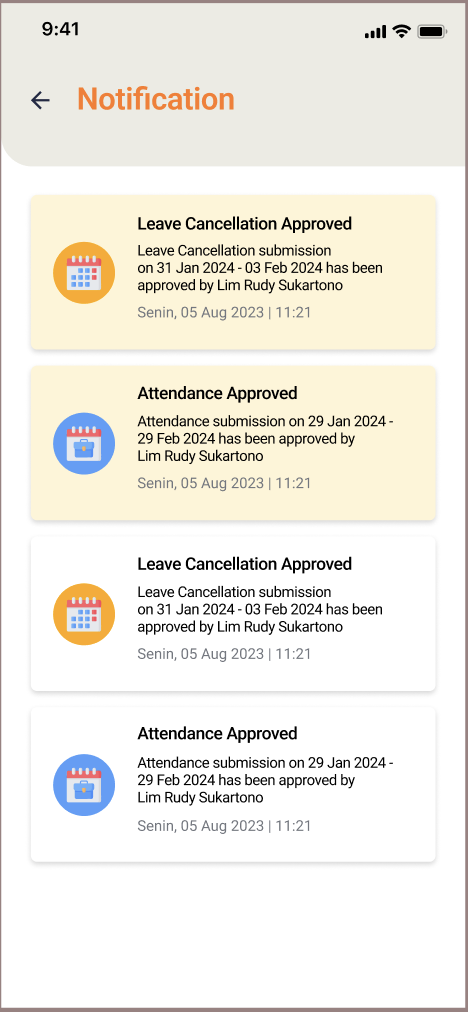 9:41
Notification
Leave Cancellation Approved
Leave Cancellation submission
on 31 Jan 2024 - 03 Feb 2024 has been
approved by Lim Rudy Sukartono
Senin, 05 Aug 2023 | 11:21
Attendance Approved
Attendance submission on 29 Jan 2024 -
29 Feb 2024 has been approved by
Lim Rudy Sukartono
Senin, 05 Aug 2023 | 11:21
Leave Cancellation Approved
Leave Cancellation submission
on 31 Jan 2024 - 03 Feb 2024 has been
approved by Lim Rudy Sukartono
Senin, 05 Aug 2023 | 11:21
Attendance Approved
Attendance submission on 29 Jan 2024 -
29 Feb 2024 has been approved by
Lim Rudy Sukartono
Senin, 05 Aug 2023 | 11:21